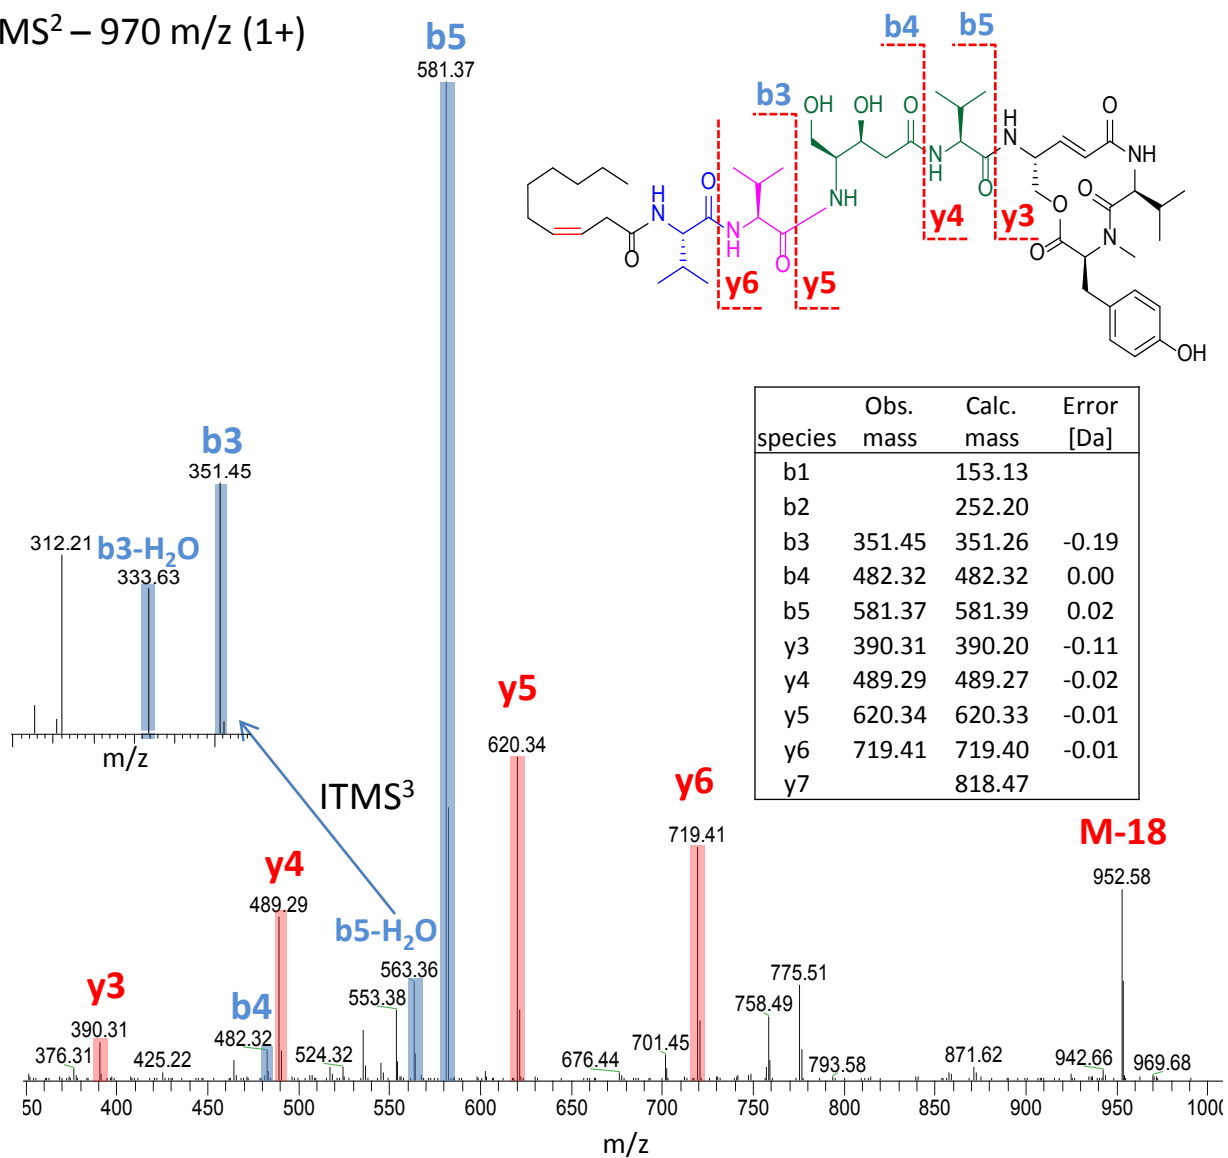 MS² – 970 m/z (1+)
b5
581.37
b4 b5
b3
OH OH O O
H N O H N NH
N H O N H O N H O NH
O O O N
y6 y5 y4 y3
OH
species Obs. mass Calc. mass Error [Da]
b1 153.13
b2 252.20
b3 351.45 351.26 -0.19
b4 482.32 482.32 0.00
b5 581.37 581.39 0.02
y3 390.31 390.20 -0.11
y4 489.29 489.27 -0.02
y5 620.34 620.33 -0.01
y6 719.41 719.40 -0.01
y7 818.47
b3
351.45
312.21 b3-H₂O
333.63
m/z
ITMS³
y5
620.34
y6
719.41
M-18
952.58
y4
489.29
b5-H₂O
563.36
775.51
y3
390.31
b4
482.32
553.38
758.49
376.31 425.22 524.32 676.44 701.45 793.58 871.62 942.66 969.68
50 400 450 500 550 600 650 700 750 800 850 900 950 1000
m/z